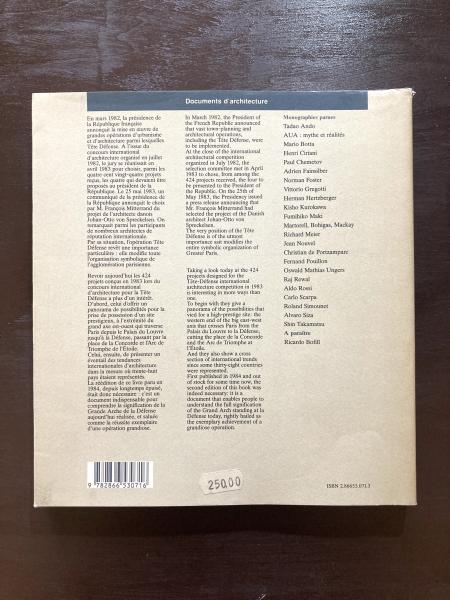 Documents d'architecture
En mars 1982, la présidence de
la République française
annonçait la mise en œuvre de
grandes opérations d'urbanisme
et d'architecture parmi lesquelles
Tête Défense. A l'issue du
concours international
d'architecture organisé en juillet
1982, le jury se réunissait en
avril 1983 pour choisir, parmi les
quatre cent vingt-quatre projets
reçus, les quatre qui devaient être
proposés au président de la
République. Le 25 mai 1983, un
communiqué de la présidence de
la République annonçait le choix
par M. François Mitterrand du
projet de l'architecte danois
Johan-Otto von Spreckelsen. On
remarquait parmi les participants
de nombreux architectes de
réputation internationale.
Par sa situation, l'opération Tête
Défense revêt une importance
particulière : elle modifie toute
l'organisation symbolique de
l'agglomération parisienne.
Revoir aujourd'hui les 424
projets conçus en 1983 lors du
concours international
d'architecture pour la Tête
Défense a plus d'un intérêt.
D'abord, celui d'offrir un
panorama de possibilités pour la
prise de possession d'un site
prestigieux, à l'extrémité du
grand axe est-ouest qui traverse
Paris depuis le Palais du Louvre
jusqu'à la Défense, passant par la
place de la Concorde et l'Arc de
Triomphe de l'Etoile.
Celui, ensuite, de présenter un
éventail des tendances
internationales d'architecture
dans la mesure où trente-huit
pays étaient représentés.
La réédition de ce livre paru en
1984, depuis longtemps épuisé,
était donc nécessaire : c'est un
document indispensable pour
comprendre la signification de la
Grande Arche de la Défense
aujourd'hui réalisée, et saluée
comme la réussite exemplaire
d'une opération grandiose.
In March 1982, the President of
the French Republic announced
that vast town-planning and
architectural operations,
including the Tête Défense, were
to be implemented.
At the close of the international
architectural competition
organized in July 1982, the
selection committee met in April
1983 to choose, from among the
424 projects received, the four to
be presented to the President of
the Republic. On the 25th of
May 1983, the Presidency issued
a press release announcing that
Mr. François Mitterrand had
selected the project of the Danish
architect Johan-Otto von
Spreckelsen.
The very position of the Tête
Défense is of the utmost
importance sait modifies the
entire symbolic organization of
Greater Paris.
Taking a look today at the 424
projects designed for the
Tête-Défense international
architecture competition in 1983
is interesting in more ways than
one.
To begin with they give a
panorama of the possibilities that
vied for a high-prestige site: the
western end of the big east-west
axis that crosses Paris from the
Palais du Louvre to la Défense,
cutting the place de la Concorde
and the Arc de Triomphe at
l'Etoile.
And they also show a cross
section of international trends
since some thirty-eight countries
were represented.
First published in 1984 and out
of stock for some time now, the
second edition of this book was
indeed necessary: it is a
document that enables people to
understand the full signification
of the Grand Arch standing at la
Défense today, rightly hailed as
the exemplary achievement of a
grandiose operation.
Monographies parues
Tadao Ando
AUA : mythe et réalités
Mario Botta
Henri Ciriani
Paul Chemetov
Adrien Fainsilber
Norman Foster
Vittorio Gregotti
Herman Hertzberger
Kisho Kurokawa
Fumihiko Maki
Martorell, Bohigas, Mackay
Richard Meier
Jean Nouvel
Christian de Portzamparc
Fernand Pouillon
Oswald Mathias Ungers
Raj Rewal
Aldo Rossi
Carlo Scarpa
Roland Simounet
Alvaro Siza
Shin Takamatsu
A paraître
Ricardo Bofill
9 782866 530716
250.00
ISBN 2.86653.071.3